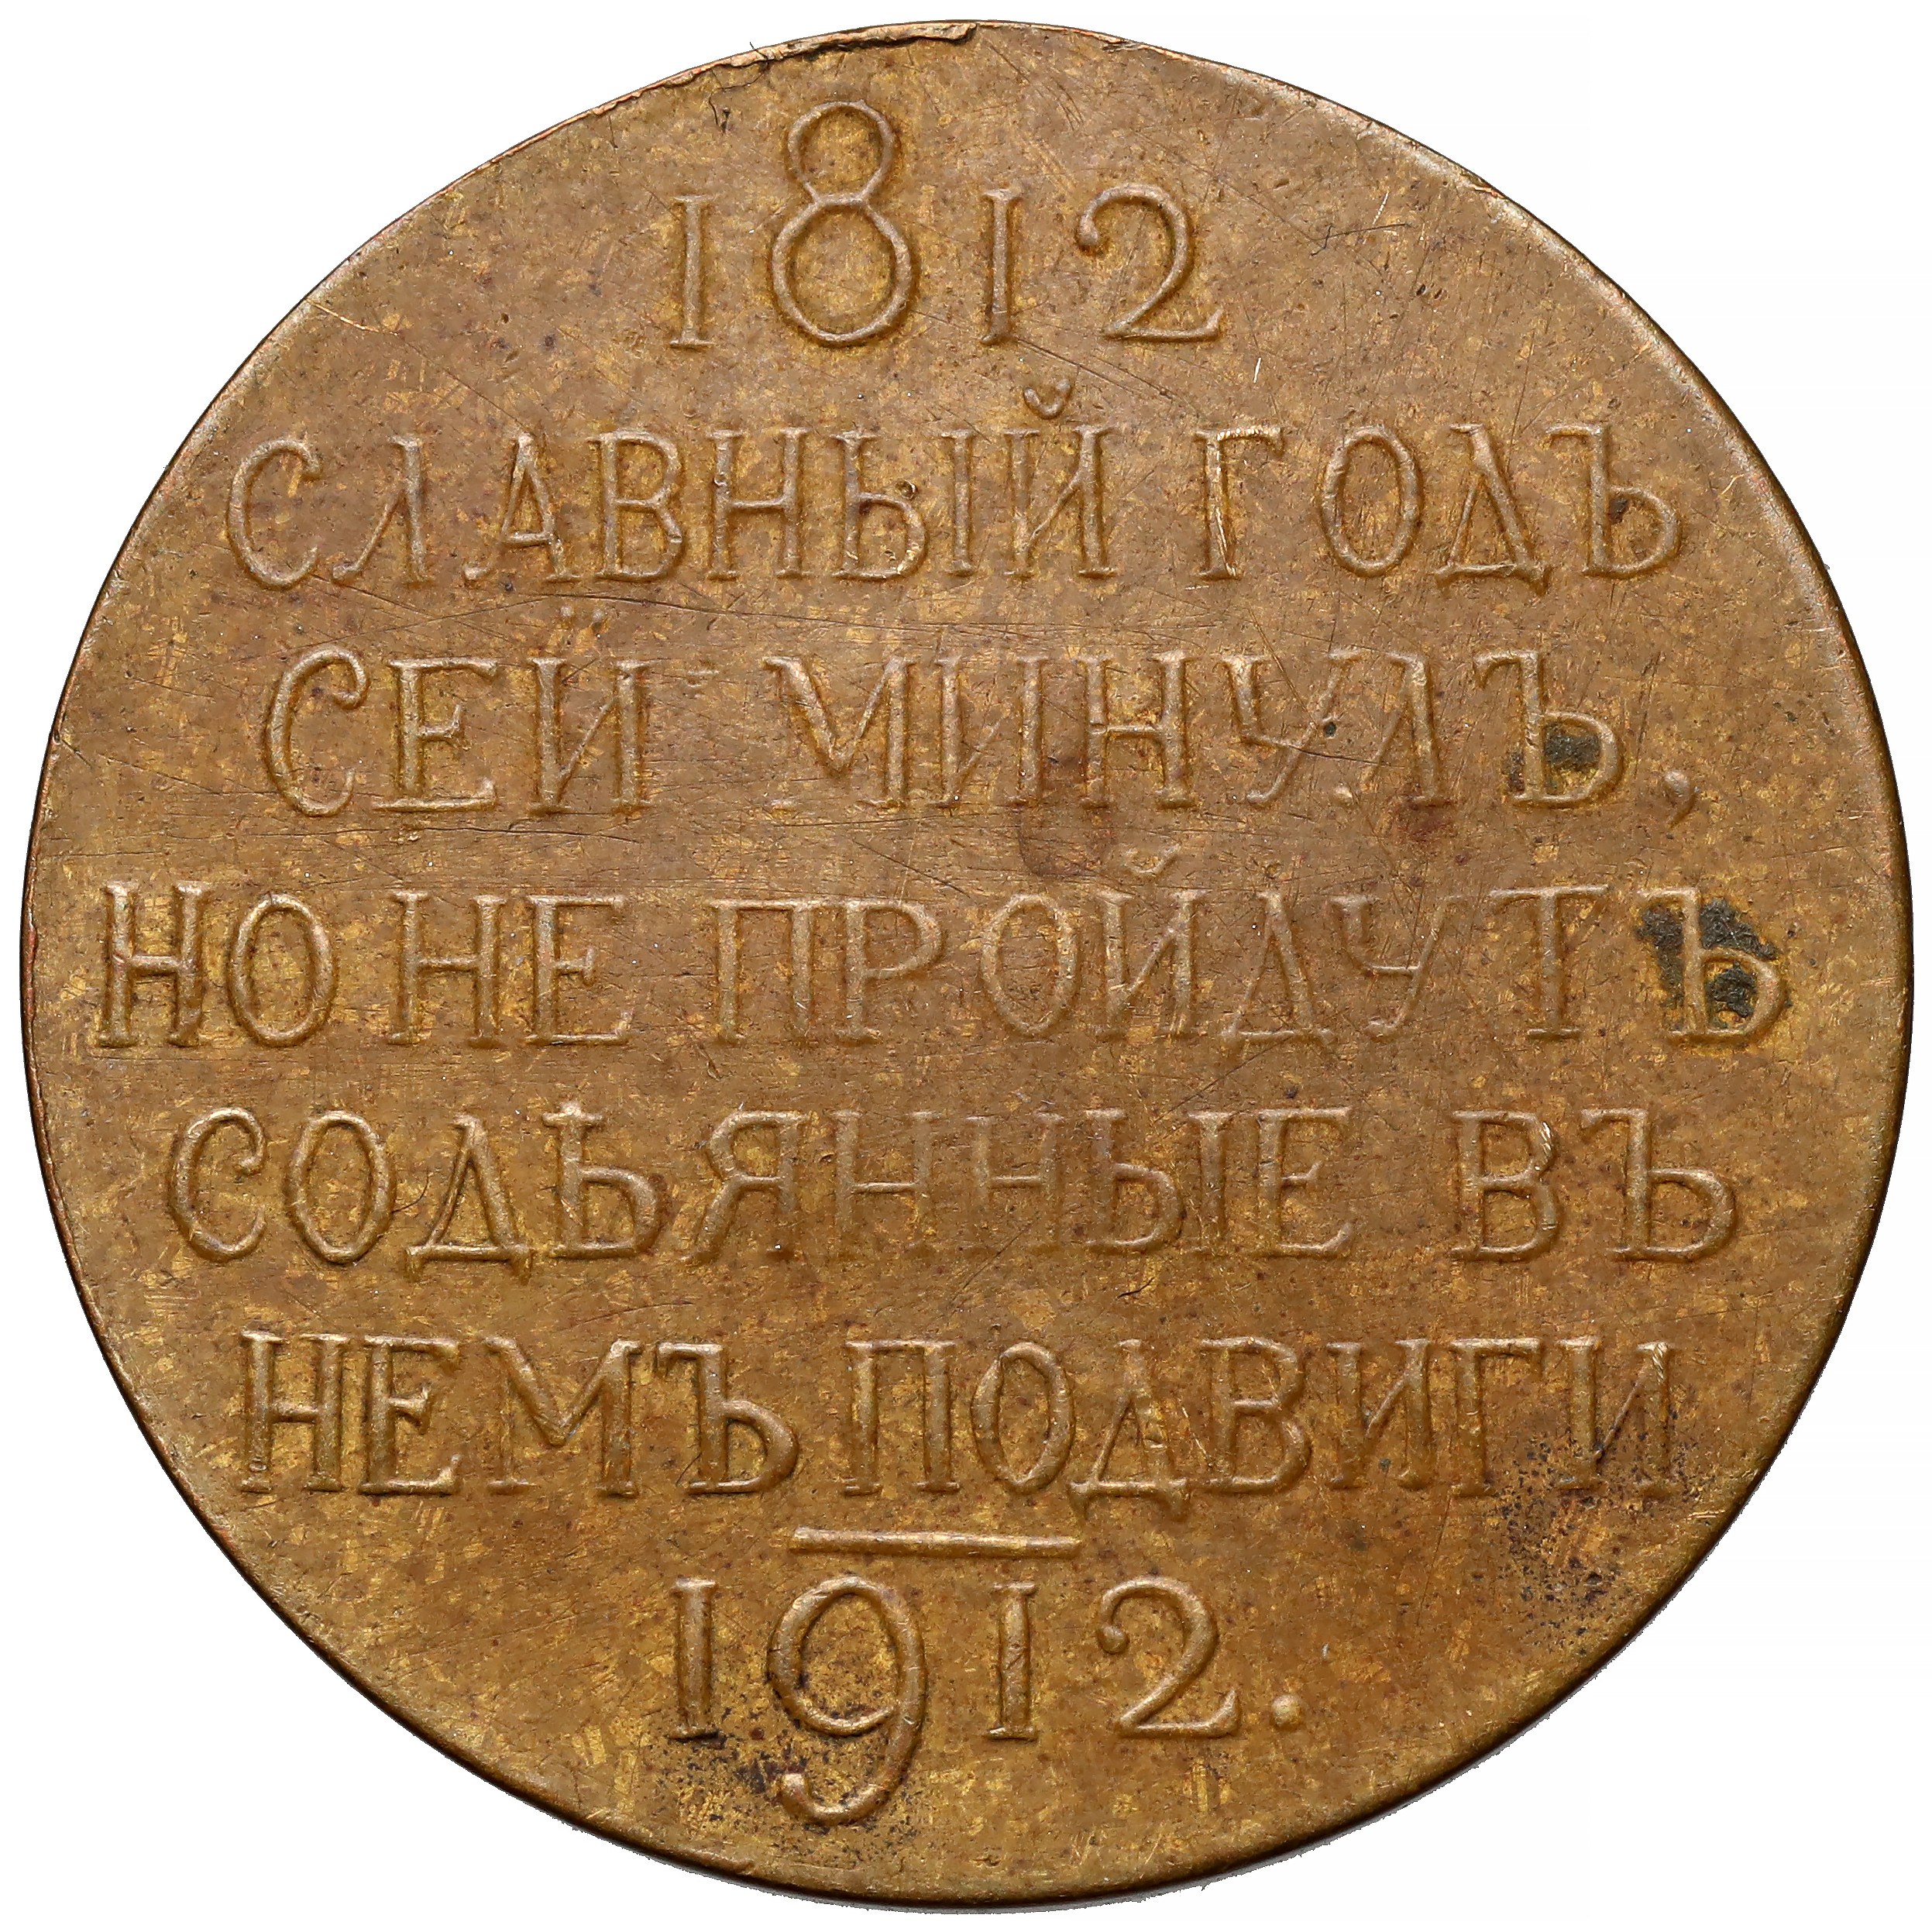 1812
СЛАВНЫЙ ГОДЪ
СЕЙ МИНУЛЪ,
НО НЕ ПРОЙДУТЪ
СОДѢЯННЫЕ ВЪ
НЕМЪ ПОДВИГИ
1912.